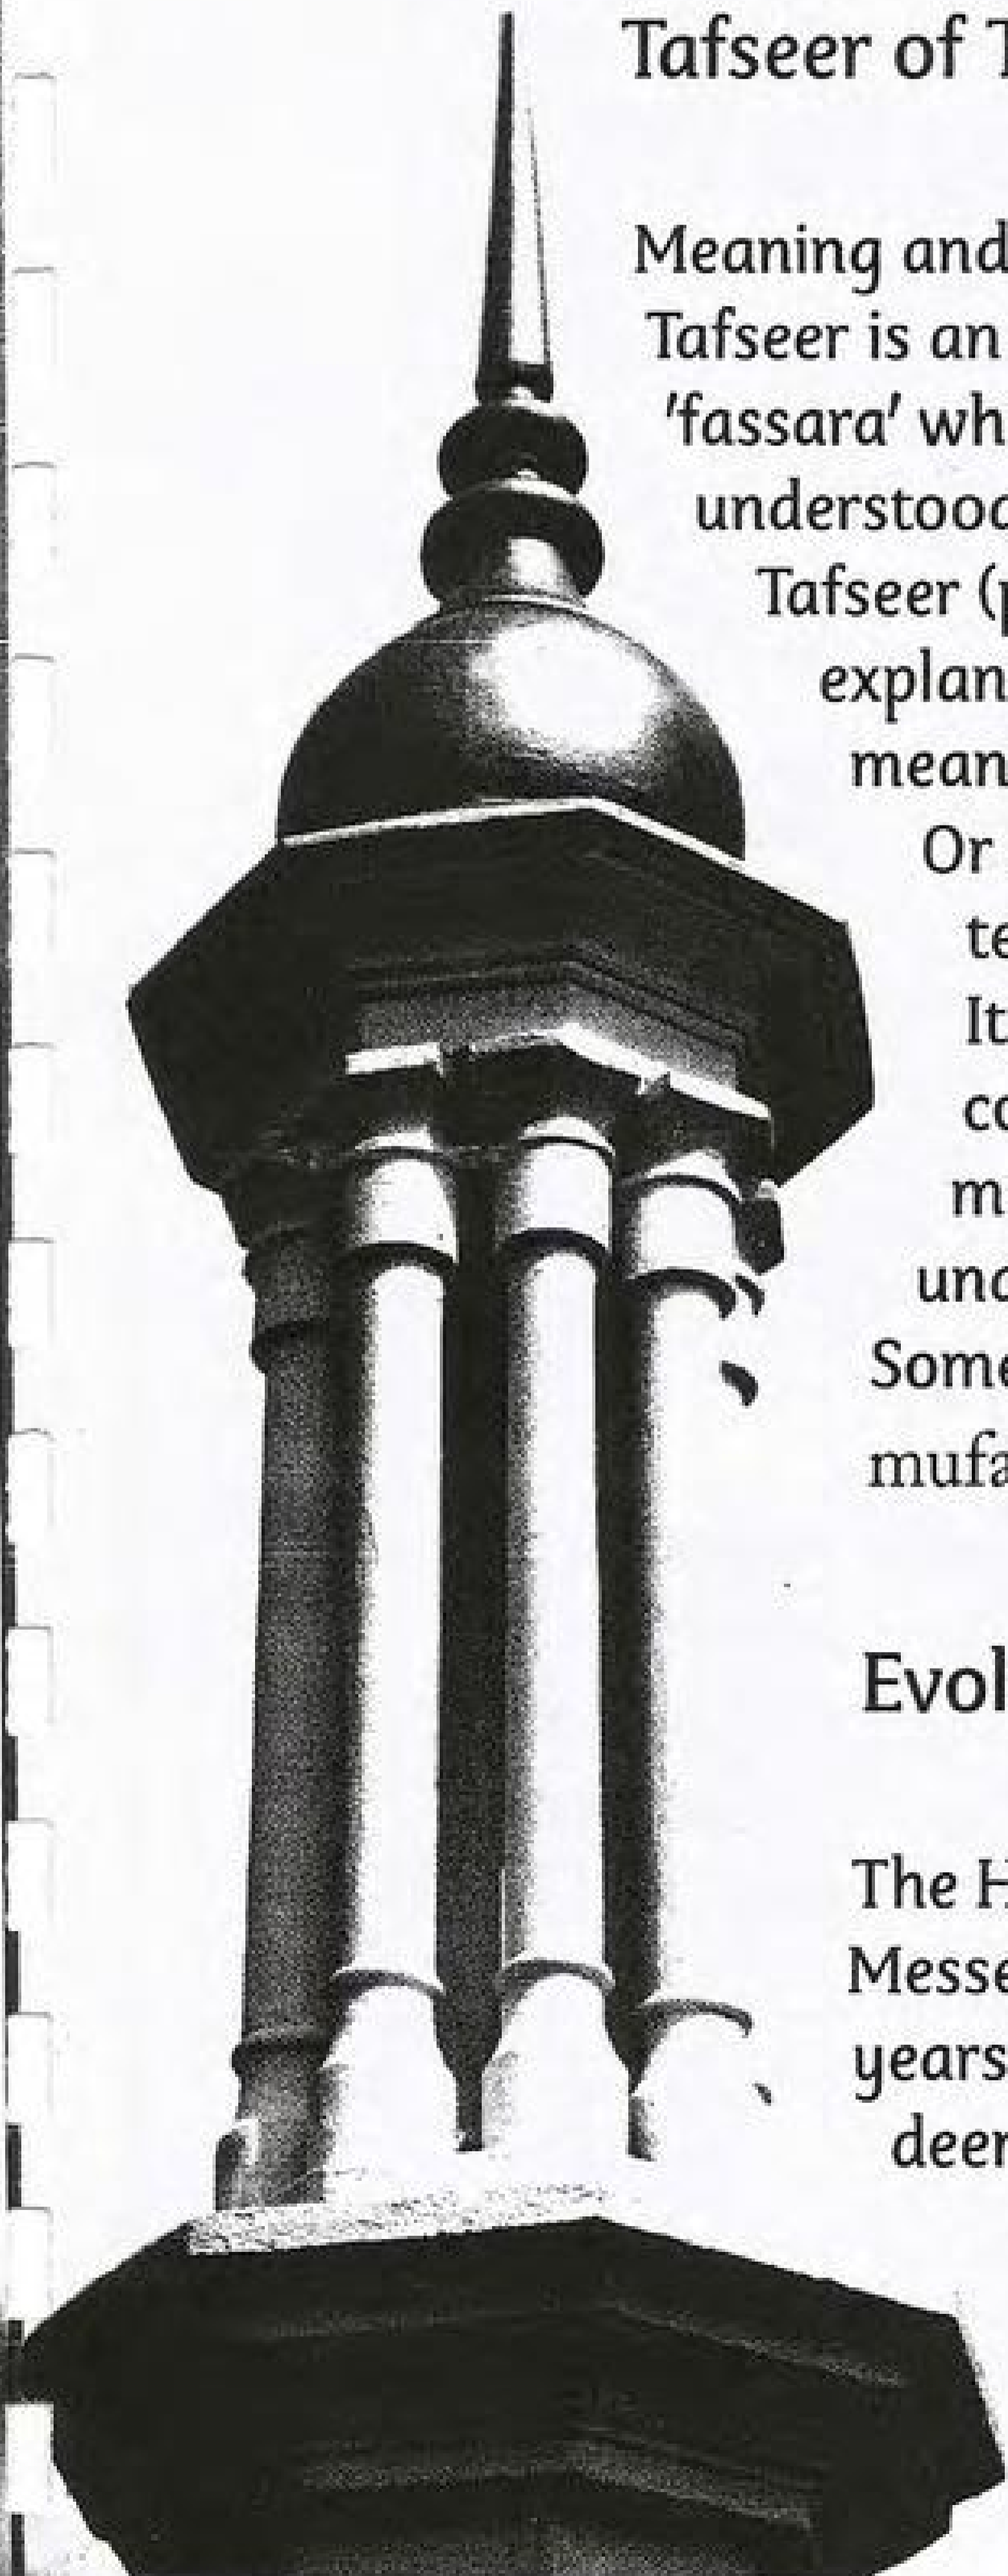 Tafseer of T
Meaning and
Tafseer is an
'fassara' wh
understood
Tafseer (p
explan
mean
Or
te
It
co
m
und
Some
mufa
Evol
The H
Messe
years
deer